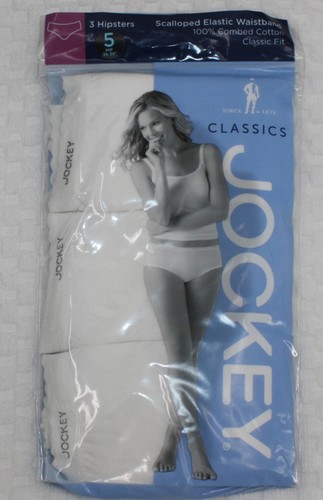 3 Hipsters
5
Scalloped Elastic Waistband
100% Combed Cotton
Classic Fit
SINCE 1876
CLASSICS
JOCKEY®
JOCKEY
JOCKEY
JOCKEY